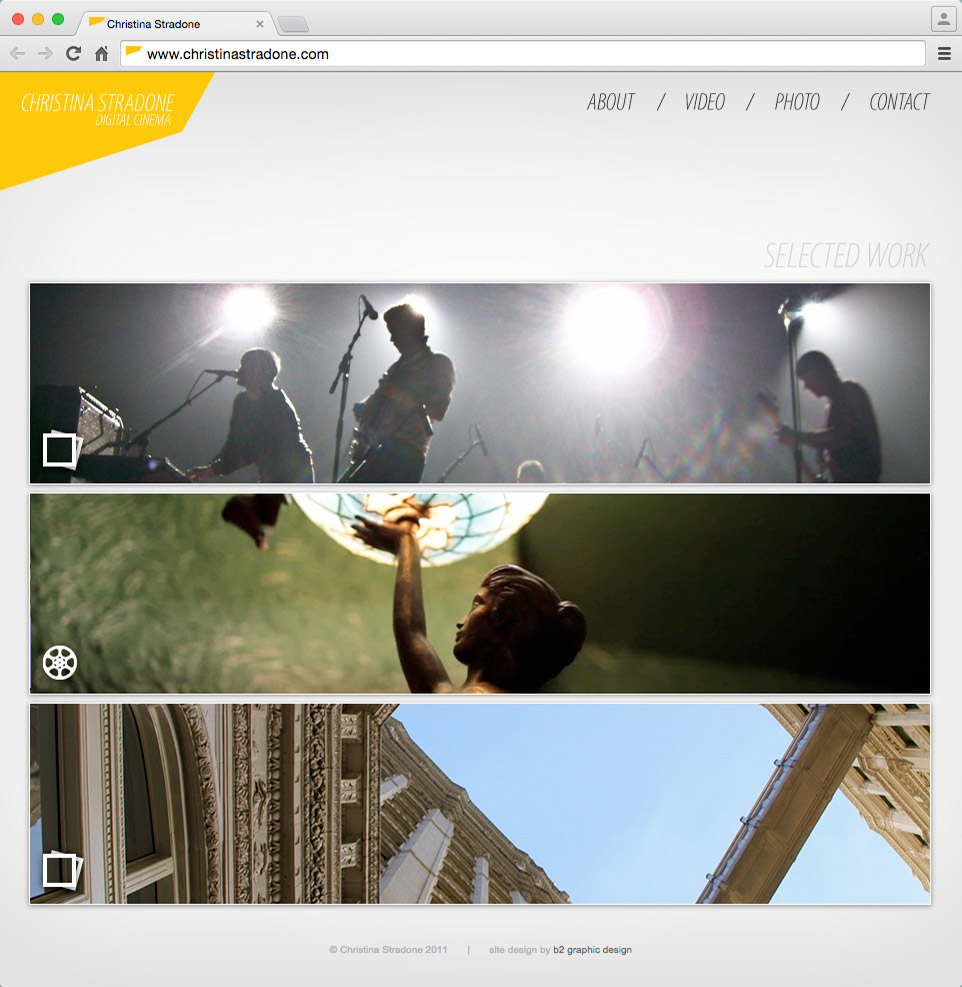 Christina Stradone
www.christinastradone.com
CHRISTINA STRADONE
DIGITAL CINEMA
ABOUT / VIDEO / PHOTO / CONTACT
SELECTED WORK
© Christina Stradone 2011 | site design by b2 graphic design